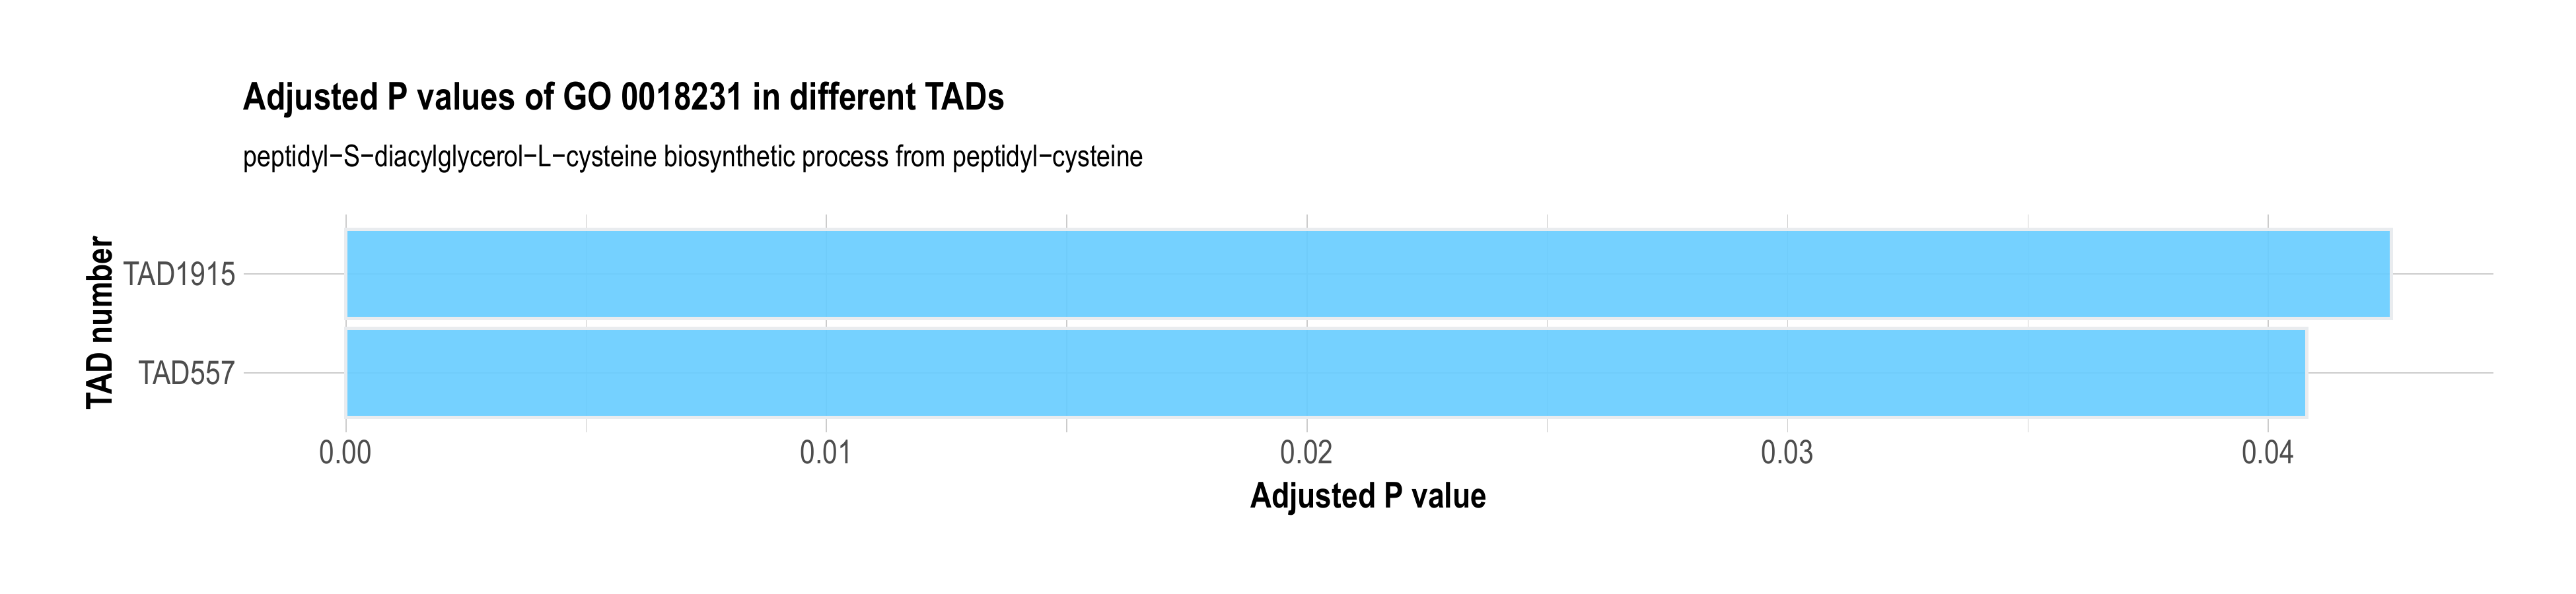 Adjusted P values of GO 0018231 in different TADs
peptidyl−S−diacylglycerol−L−cysteine biosynthetic process from peptidyl−cysteine
TAD number
TAD1915
TAD557
0.00 0.01 0.02 0.03 0.04
Adjusted P value